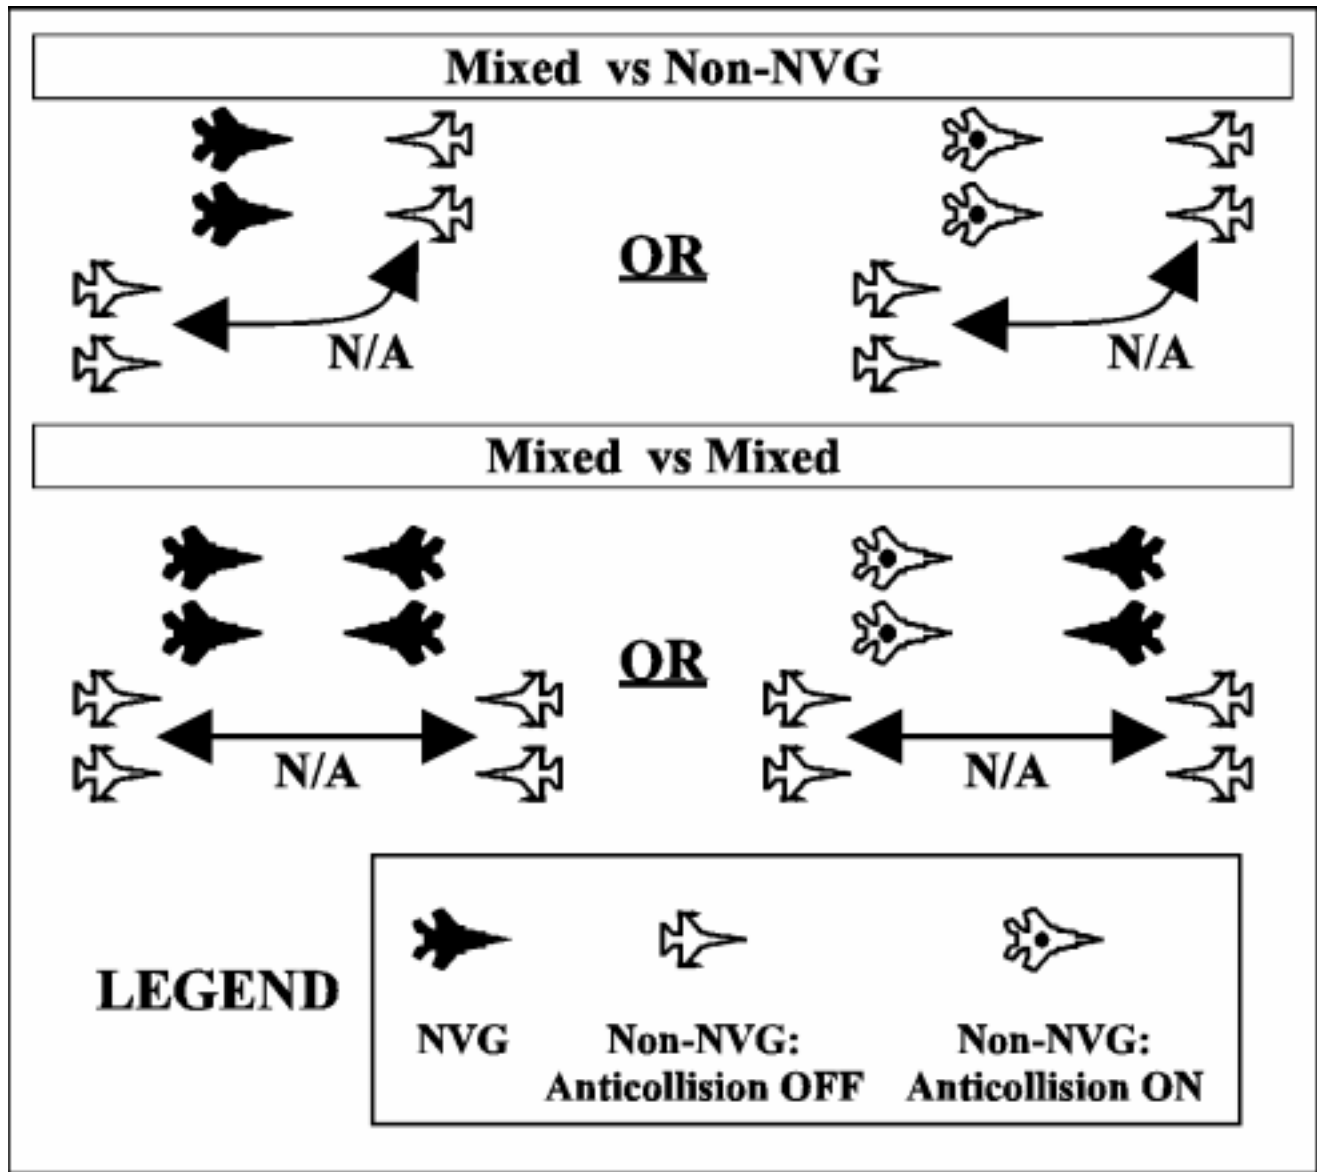 Mixed vs Non-NVG
OR
N/A
N/A
Mixed vs Mixed
OR
N/A
N/A
LEGEND
NVG
Non-NVG:
Anticollision OFF
Non-NVG:
Anticollision ON